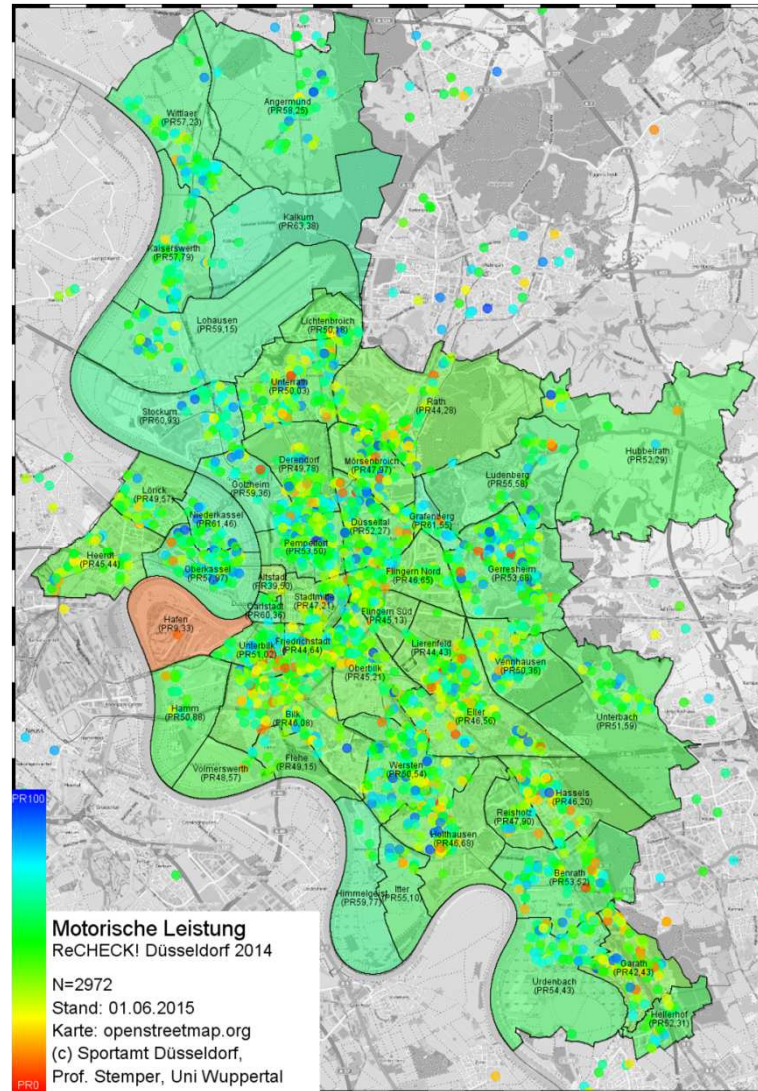 Wittlaer
(PR57,23)
Angermund
(PR58,25)
Kalkum
(PR63,38)
Kaiserswerth
(PR57,79)
Lohausen
(PR59,15)
Lichtenbroich
(PR50,18)
Unterrath
(PR50,03)
Rath
(PR44,28)
Stockum
(PR60,93)
Hubbelrath
(PR52,29)
Derendorf
(PR49,78)
Mörsenbroich
(PR47,97)
Ludenberg
(PR55,58)
Golzheim
(PR59,36)
Lörick
(PR49,57)
Niederkassel
(PR61,46)
Düsseltal
(PR52,27)
Grafenberg
(PR61,55)
Pempelfort
(PR53,50)
Heerdt
(PR45,44)
Oberkassel
(PR57,97)
Flingern Nord
(PR46,65)
Gerresheim
(PR53,68)
Altstadt
(PR39,50)
Stadtmitte
(PR47,21)
Carlstadt
(PR60,36)
Flingern Süd
(PR45,13)
Hafen
(PR9,33)
Unterbilk
(PR51,02)
Friedrichstadt
(PR44,64)
Lierenfeld
(PR44,43)
Vennhausen
(PR50,36)
Oberbilk
(PR45,21)
Hamm
(PR50,88)
Bilk
(PR46,08)
Eller
(PR46,56)
Unterbach
(PR51,59)
Volmerswerth
(PR48,57)
Flehe
(PR49,15)
Wersten
(PR50,54)
Hassels
(PR46,20)
Reisholz
(PR47,90)
Holthausen
(PR46,68)
Benrath
(PR53,52)
Himmelgeist
(PR59,77)
Itter
(PR55,10)
Garath
(PR42,43)
Urdenbach
(PR54,43)
Hellerhof
(PR52,31)
PR100
PR0
Motorische Leistung
ReCHECK! Düsseldorf 2014
N=2972
Stand: 01.06.2015
Karte: openstreetmap.org
(c) Sportamt Düsseldorf,
Prof. Stemper, Uni Wuppertal